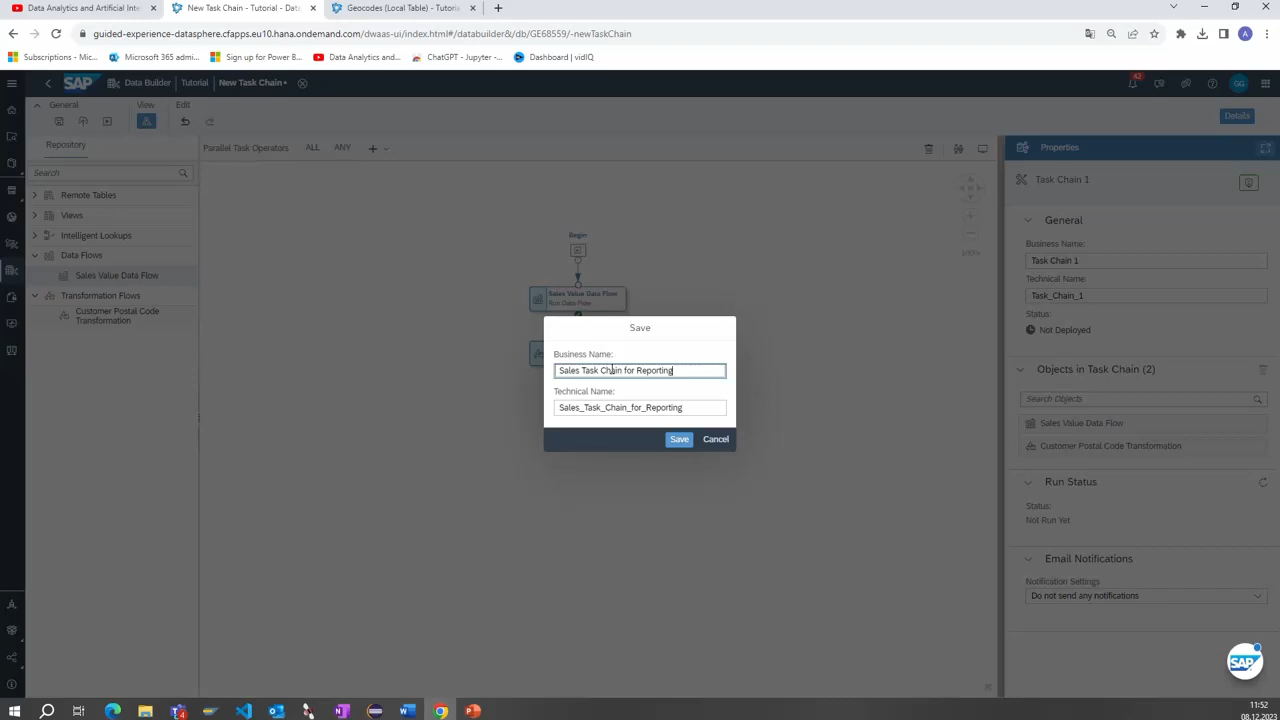 Data Analytics and Artificial Inte
New Task Chain - Tutorial - Dat
Geocodes (Local Table) - Tutoria
guided-experience-datasphere.cfapps.eu10.hana.ondemand.com/dwaas-ui/index.html#/databuilder&/db/GE68559/-newTaskChain
A
Subscriptions - Mic...
Microsoft 365 admi...
Sign up for Power B...
Data Analytics and...
ChatGPT - Jupyter -...
Dashboard | vidIQ
SAP
Data Builder
Tutorial
New Task Chain•
42
GG
General
View
Edit
Details
Repository
Parallel Task Operators
ALL
ANY
Properties
Search
Task Chain 1
Remote Tables
Views
Intelligent Lookups
Data Flows
Sales Value Data Flow
Transformation Flows
Customer Postal Code
Transformation
Begin
100%
Sales Value Data Flow
Run Data Flow
Save
Business Name:
Sales Task Chain for Reporting
Technical Name:
Sales_Task_Chain_for_Reporting
Save
Cancel
General
Business Name:
Task Chain 1
Technical Name:
Task_Chain_1
Status:
Not Deployed
Objects in Task Chain (2)
Search Objects
Sales Value Data Flow
Customer Postal Code Transformation
Run Status
Status:
Not Run Yet
Email Notifications
Notification Settings
Do not send any notifications
SAP
11:52
08.12.2023